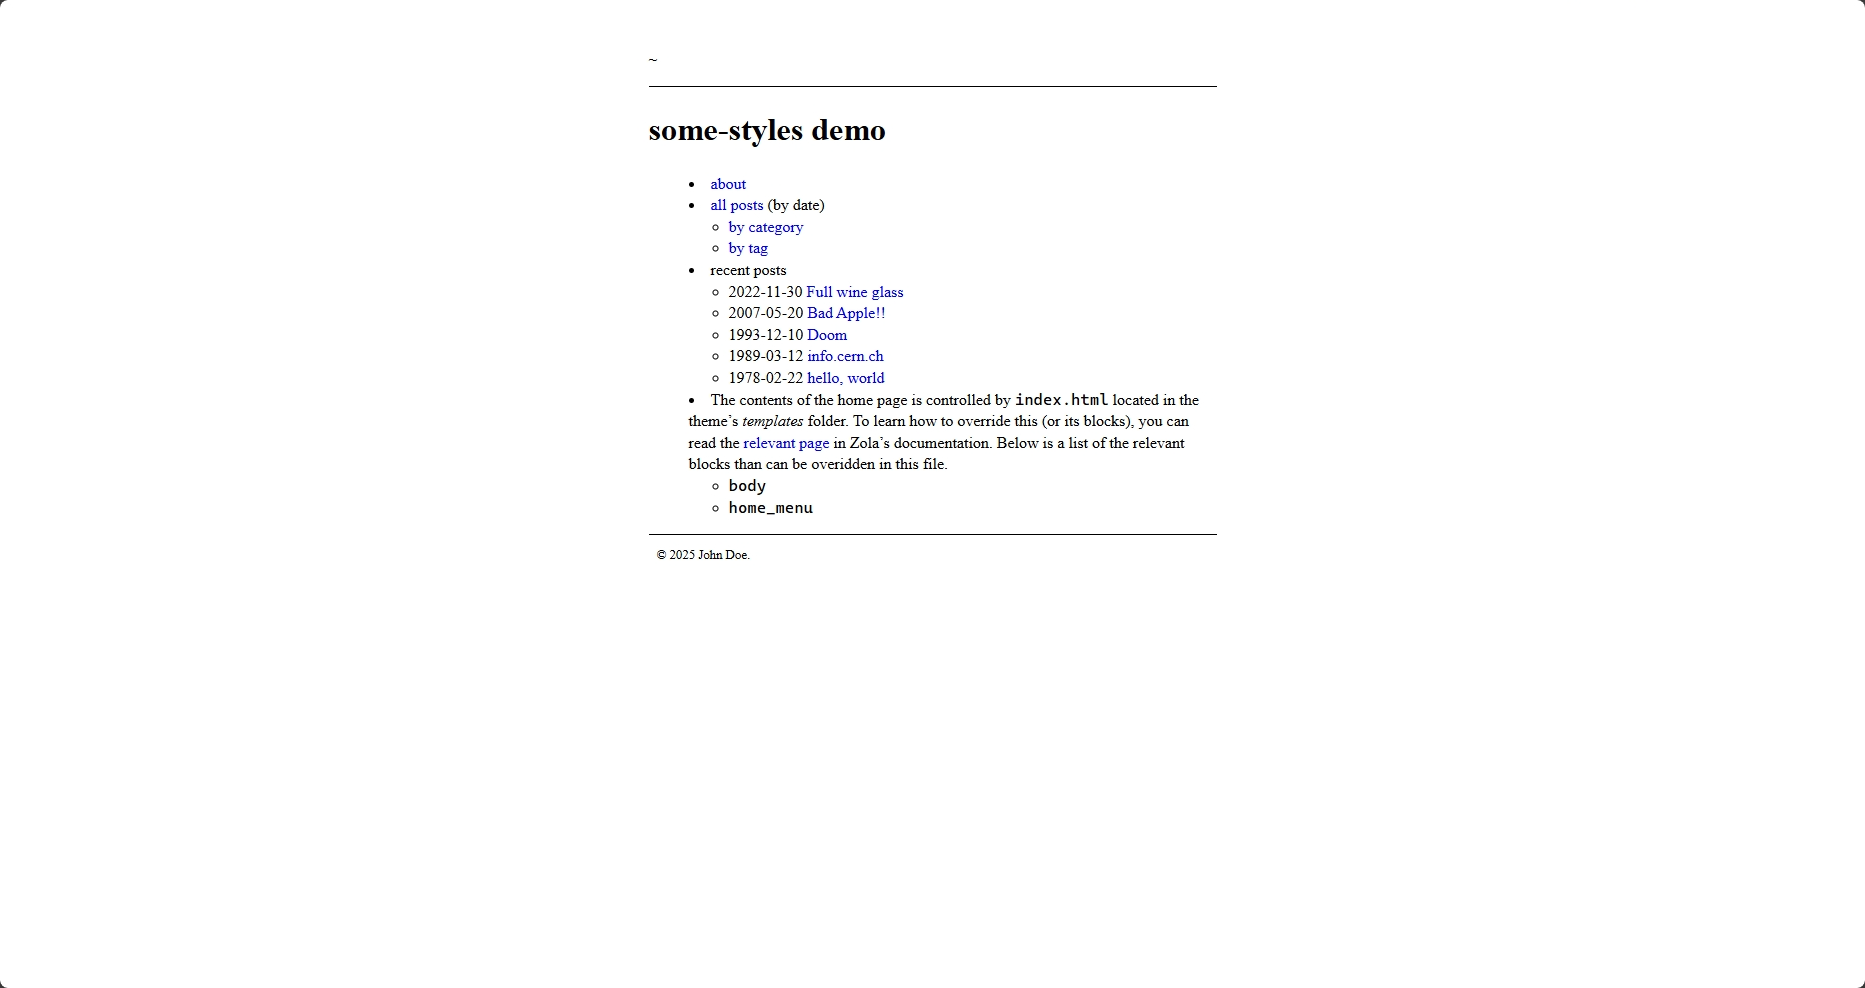 ~
some-styles demo
about
all posts (by date)
by category
by tag
recent posts
2022-11-30 Full wine glass
2007-05-20 Bad Apple!!
1993-12-10 Doom
1989-03-12 info.cern.ch
1978-02-22 hello, world
The contents of the home page is controlled by index.html located in the
theme’s templates folder. To learn how to override this (or its blocks), you can
read the relevant page in Zola’s documentation. Below is a list of the relevant
blocks than can be overidden in this file.
body
home_menu
© 2025 John Doe.